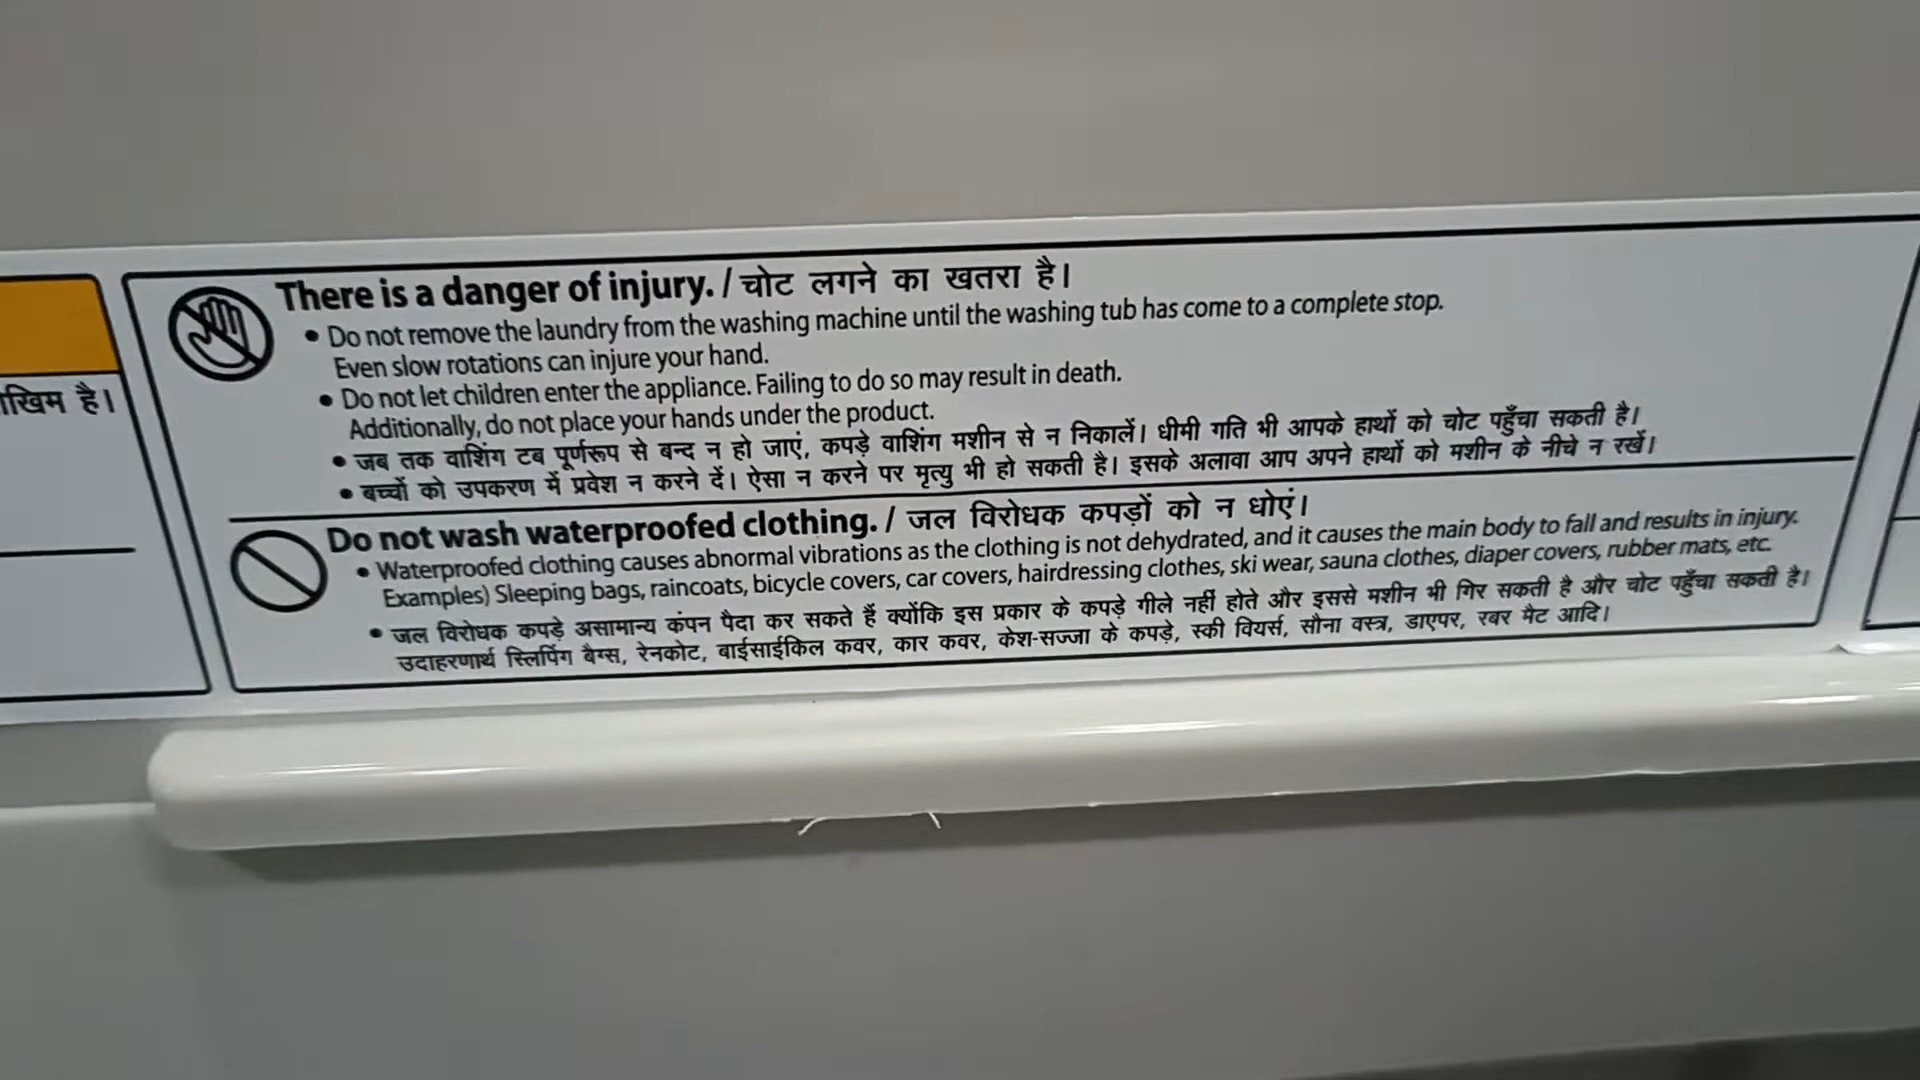 There is a danger of injury. / चोट लगने का खतरा है।
• Do not remove the laundry from the washing machine until the washing tub has come to a complete stop.
Even slow rotations can injure your hand.
• Do not let children enter the appliance. Failing to do so may result in death.
Additionally, do not place your hands under the product.
• जब तक वाशिंग टब पूर्णरूप से बन्द न हो जाएं, कपड़े वाशिंग मशीन से न निकालें। धीमी गति भी आपके हाथों को चोट पहुँचा सकती है।
• बच्चों को उपकरण में प्रवेश न करने दें। ऐसा न करने पर मृत्यु भी हो सकती है। इसके अलावा आप अपने हाथों को मशीन के नीचे न रखें।
Do not wash waterproofed clothing. / जल विरोधक कपड़ों को न धोएं।
• Waterproofed clothing causes abnormal vibrations as the clothing is not dehydrated, and it causes the main body to fall and results in injury.
Examples) Sleeping bags, raincoats, bicycle covers, car covers, hairdressing clothes, ski wear, sauna clothes, diaper covers, rubber mats, etc.
• जल विरोधक कपड़े असामान्य कंपन पैदा कर सकते हैं क्योंकि इस प्रकार के कपड़े गीले नहीं होते और इससे मशीन भी गिर सकती है और चोट पहुँचा सकती है।
उदाहरणार्थ स्लिपिंग बैग्स, रेनकोट, बाईसाईकिल कवर, कार कवर, केश-सज्जा के कपड़े, स्की वियर्स, सौना वस्त्र, डाएपर, रबर मैट आदि।
है।